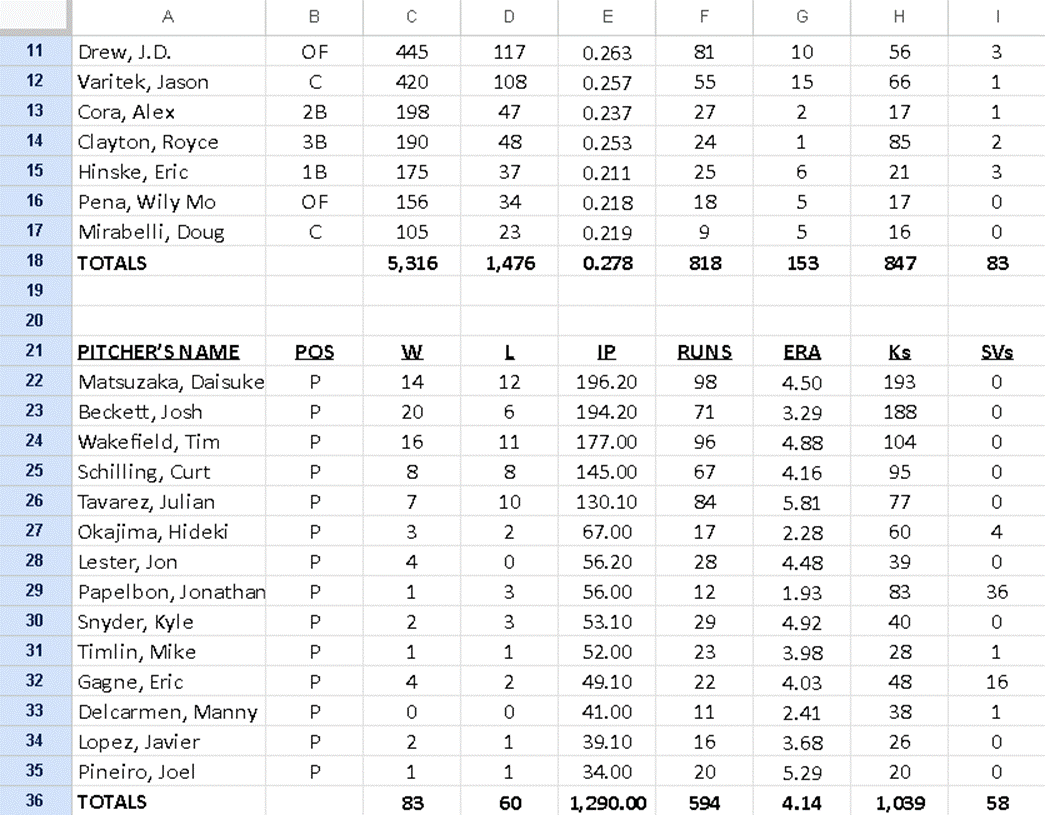 A B C D E F G H I
11 Drew, J.D. OF 445 117 0.263 81 10 56 3
12 Varitek, Jason C 420 108 0.257 55 15 66 1
13 Cora, Alex 2B 198 47 0.237 27 2 17 1
14 Clayton, Royce 3B 190 48 0.253 24 1 85 2
15 Hinske, Eric 1B 175 37 0.211 25 6 21 3
16 Pena, Wily Mo OF 156 34 0.218 18 5 17 0
17 Mirabelli, Doug C 105 23 0.219 9 5 16 0
18 TOTALS 5,316 1,476 0.278 818 153 847 83
19
20
21 PITCHER’S NAME POS W L IP RUNS ERA Ks SVs
22 Matsuzaka, Daisuke P 14 12 196.20 98 4.50 193 0
23 Beckett, Josh P 20 6 194.20 71 3.29 188 0
24 Wakefield, Tim P 16 11 177.00 96 4.88 104 0
25 Schilling, Curt P 8 8 145.00 67 4.16 95 0
26 Tavarez, Julian P 7 10 130.10 84 5.81 77 0
27 Okajima, Hideki P 3 2 67.00 17 2.28 60 4
28 Lester, Jon P 4 0 56.20 28 4.48 39 0
29 Papelbon, Jonathan P 1 3 56.00 12 1.93 83 36
30 Snyder, Kyle P 2 3 53.10 29 4.92 40 0
31 Timlin, Mike P 1 1 52.00 23 3.98 28 1
32 Gagne, Eric P 4 2 49.10 22 4.03 48 16
33 Delcarmen, Manny P 0 0 41.00 11 2.41 38 1
34 Lopez, Javier P 2 1 39.10 16 3.68 26 0
35 Pineiro, Joel P 1 1 34.00 20 5.29 20 0
36 TOTALS 83 60 1,290.00 594 4.14 1,039 58